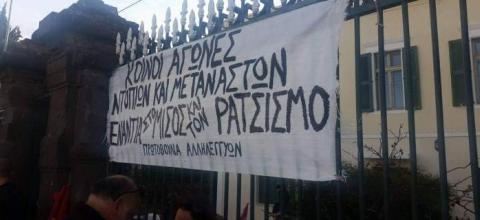 ΚΟΙΝΟΙ ΑΓΩΝΕΣ
ΝΤΟΠΙΩΝ ΚΑΙ ΜΕΤΑΝΑΣΤΩΝ
ΕΝΑΝΤΙΑ ΣΤΟ ΜΙΣΟΣ ΚΑΙ ΤΟΝ ΡΑΤΣΙΣΜΟ
ΠΡΩΤΟΒΟΥΛΙΑ ΑΛΛΗΛΕΓΓΥΩΝ